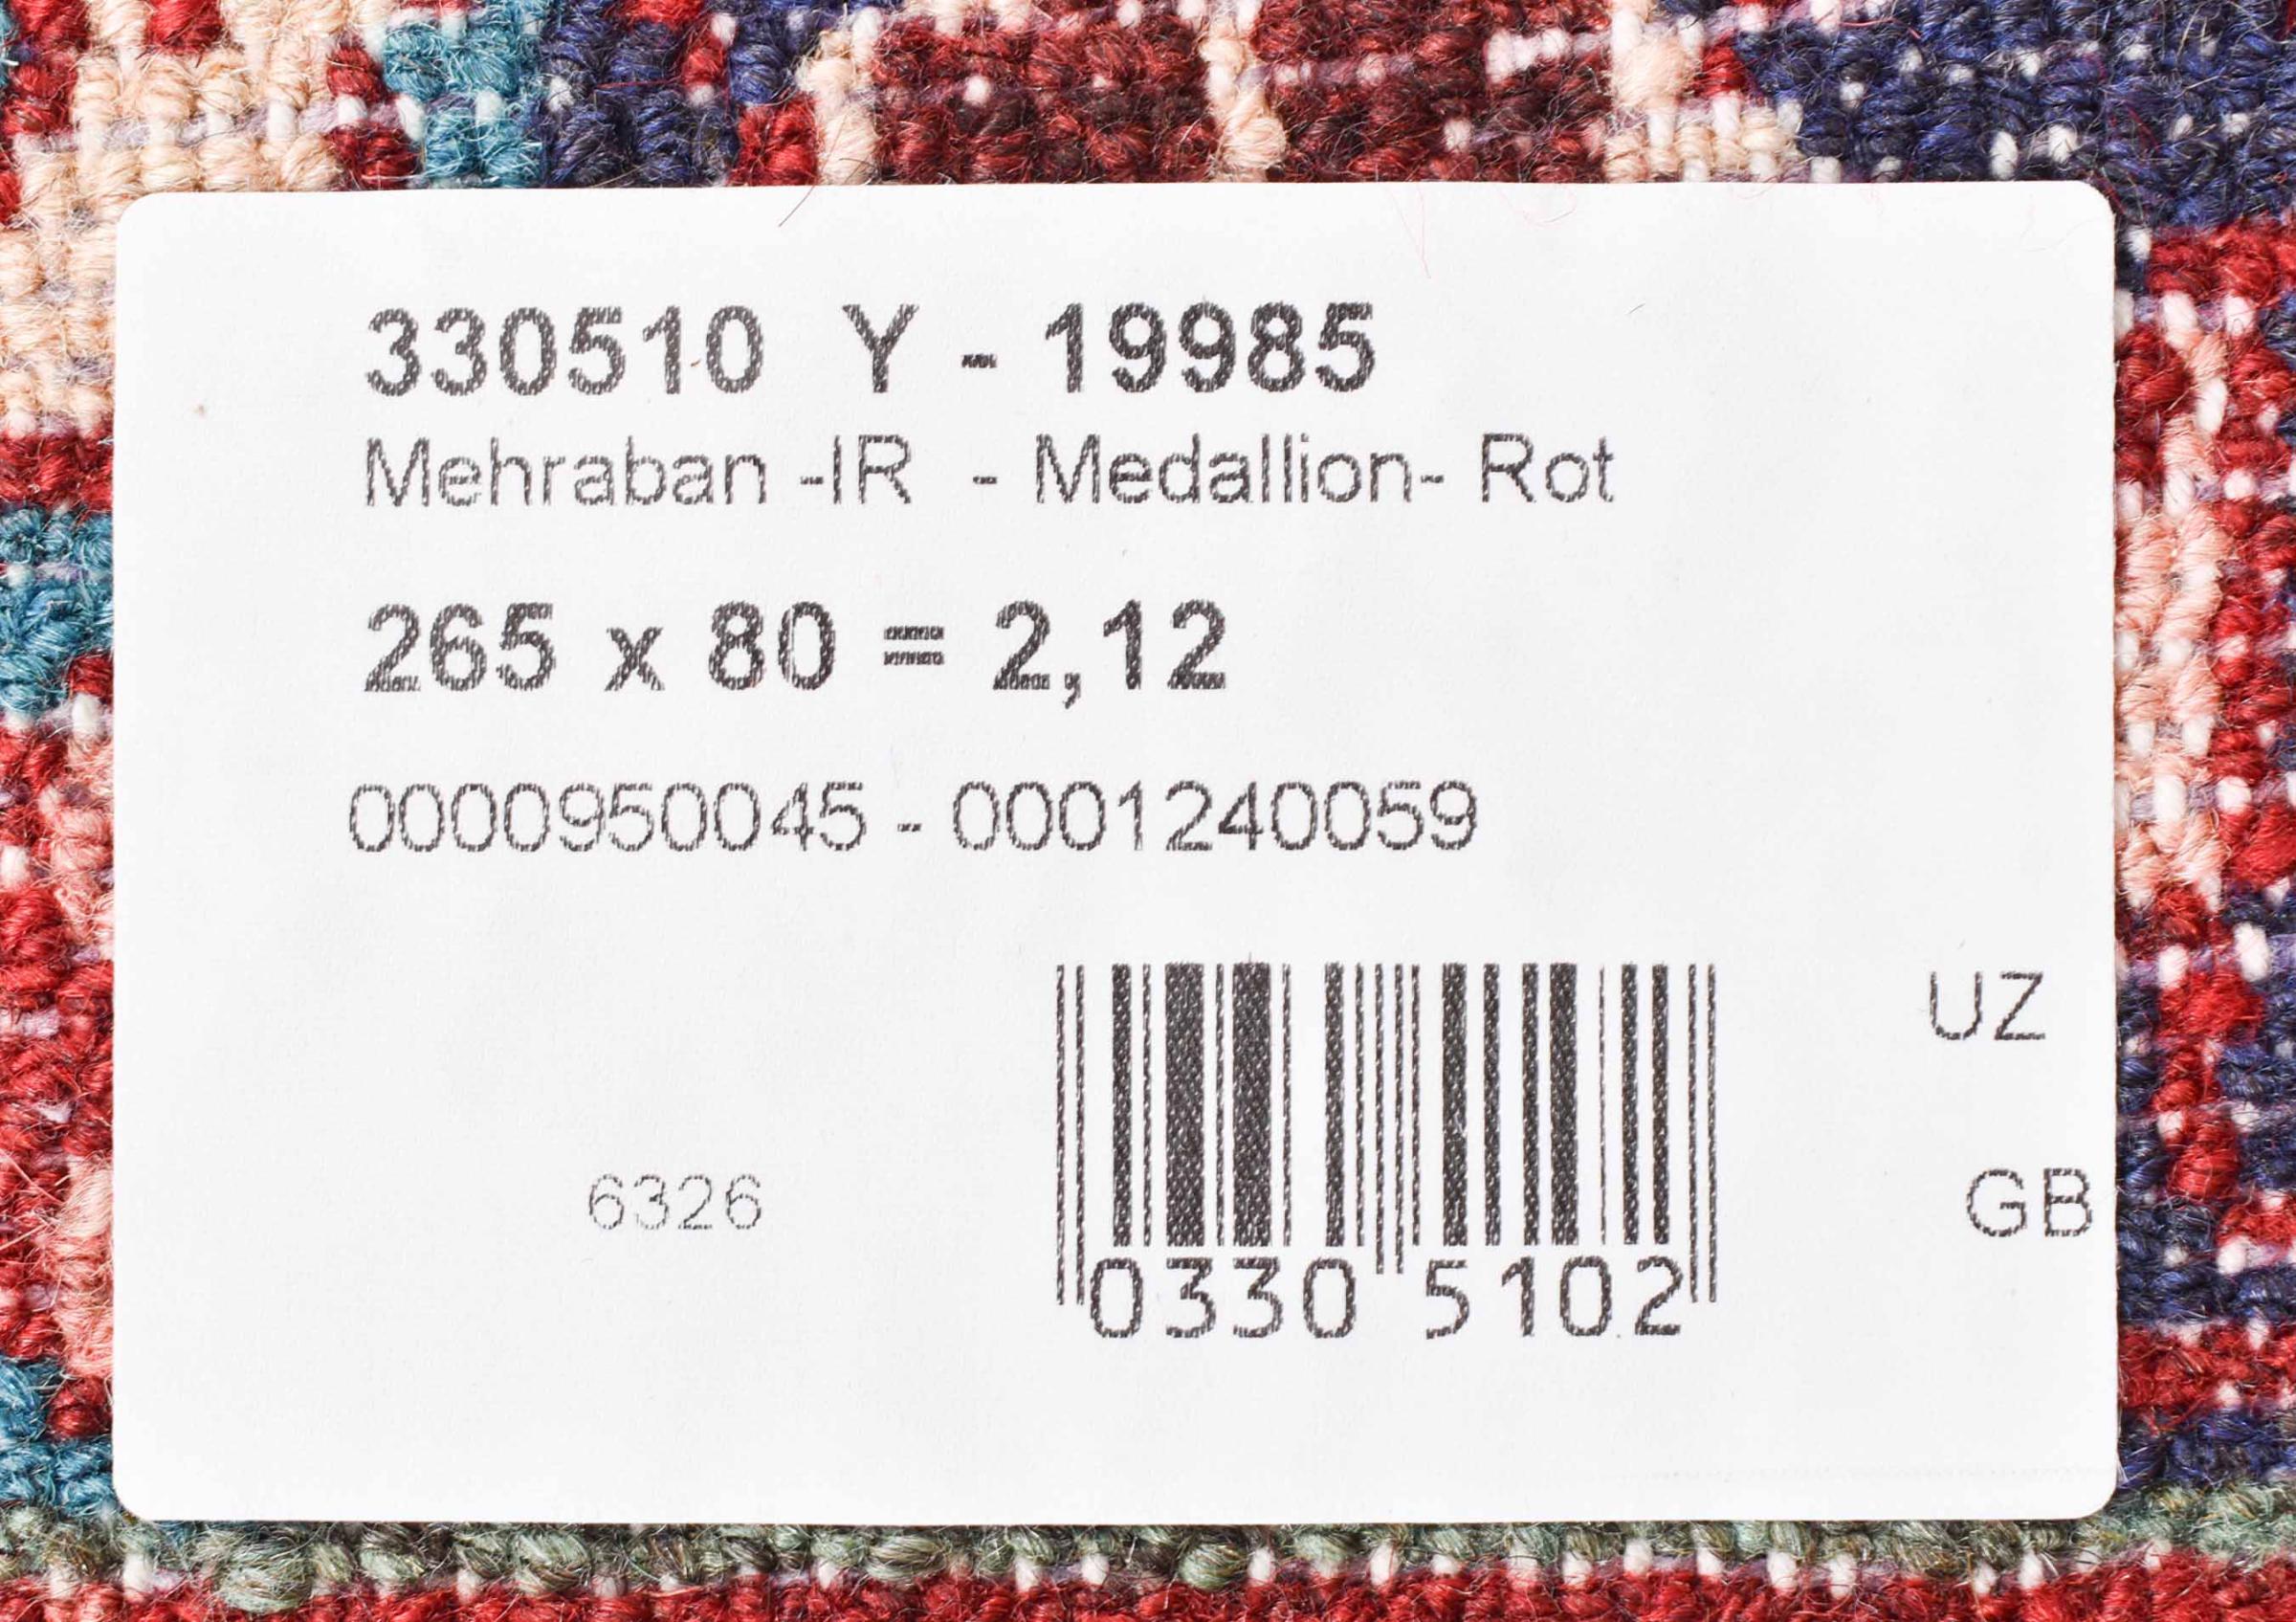 330510 Y - 19985
Mehraban -IR - Medallion- Rot
265 x 80 = 2,12
0000950045 - 0001240059
UZ
6326
GB
0330 5102